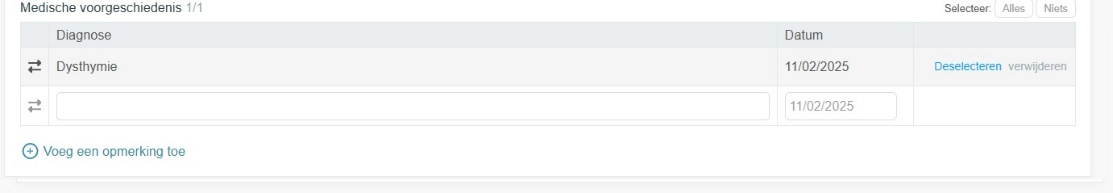 Medische voorgeschiedenis 1/1 Selecteer: Alles Niets
Diagnose Datum
Dysthymie 11/02/2025 Deselecteren verwijderen
11/02/2025
Voeg een opmerking toe